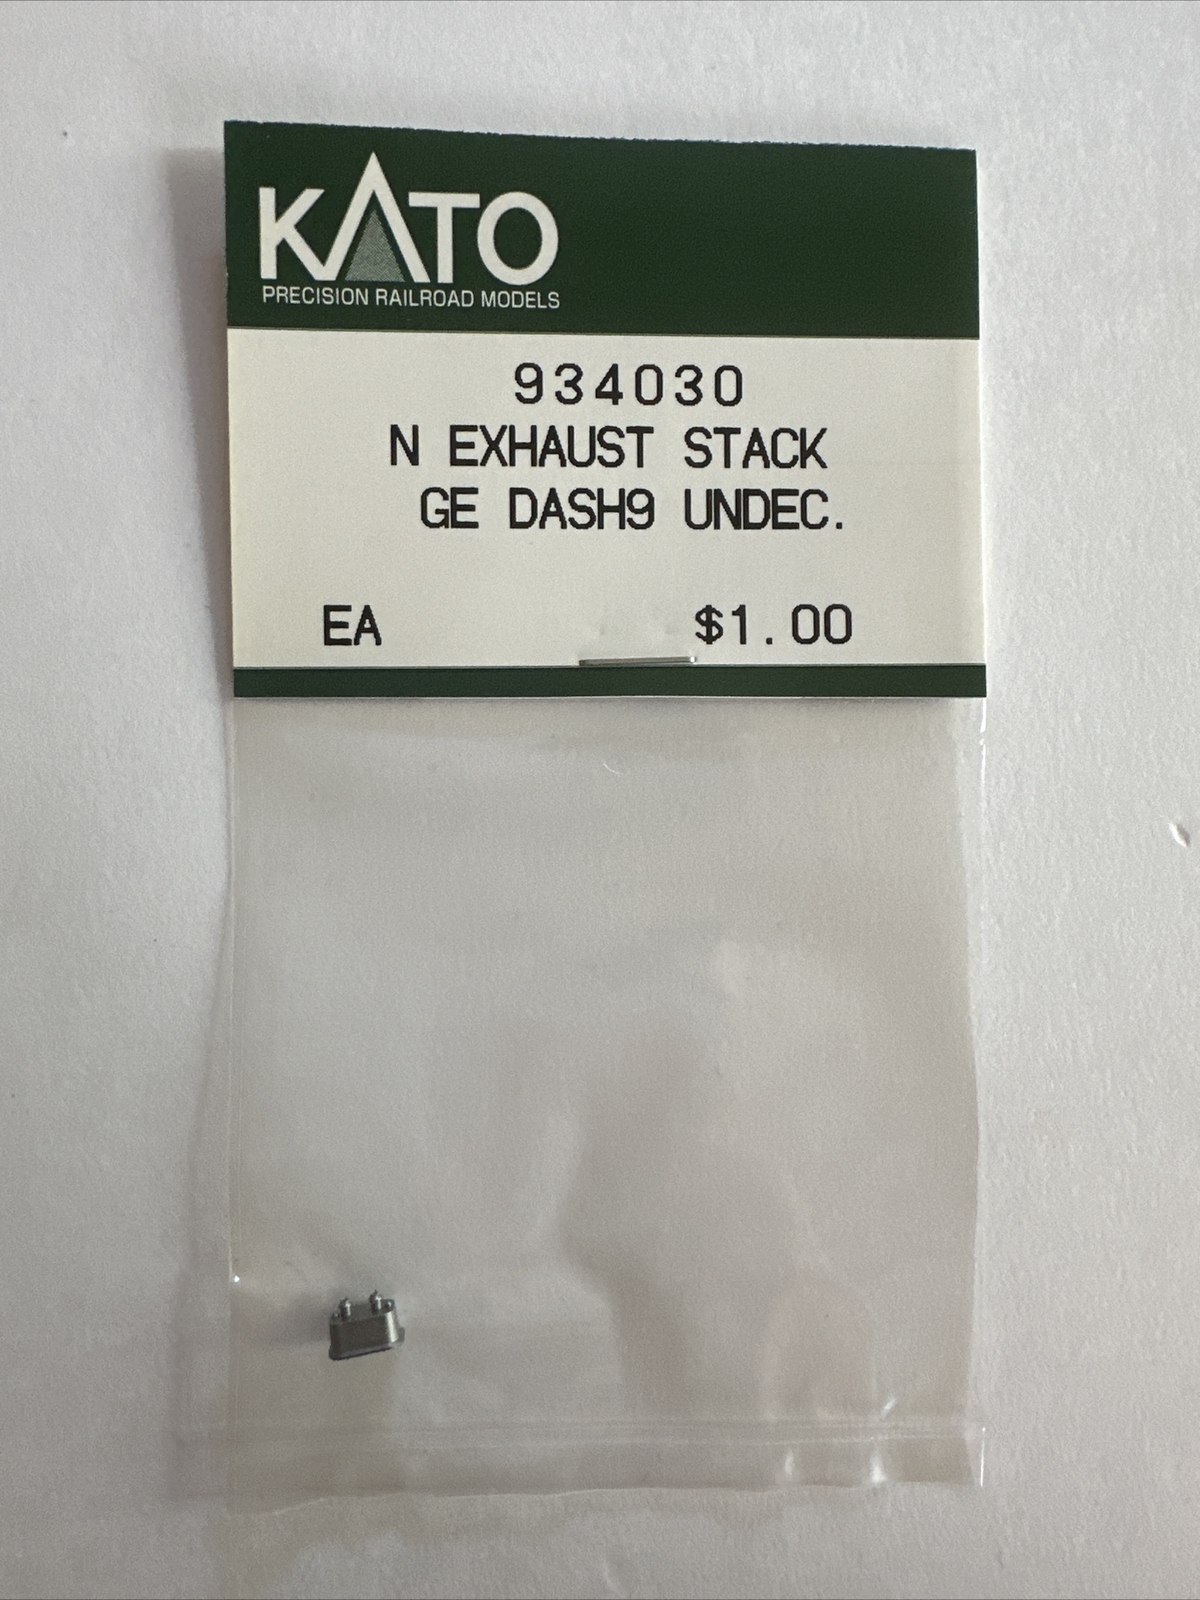 KATO
PRECISION RAILROAD MODELS
934030
N EXHAUST STACK
GE DASH9 UNDEC.
EA $1.00